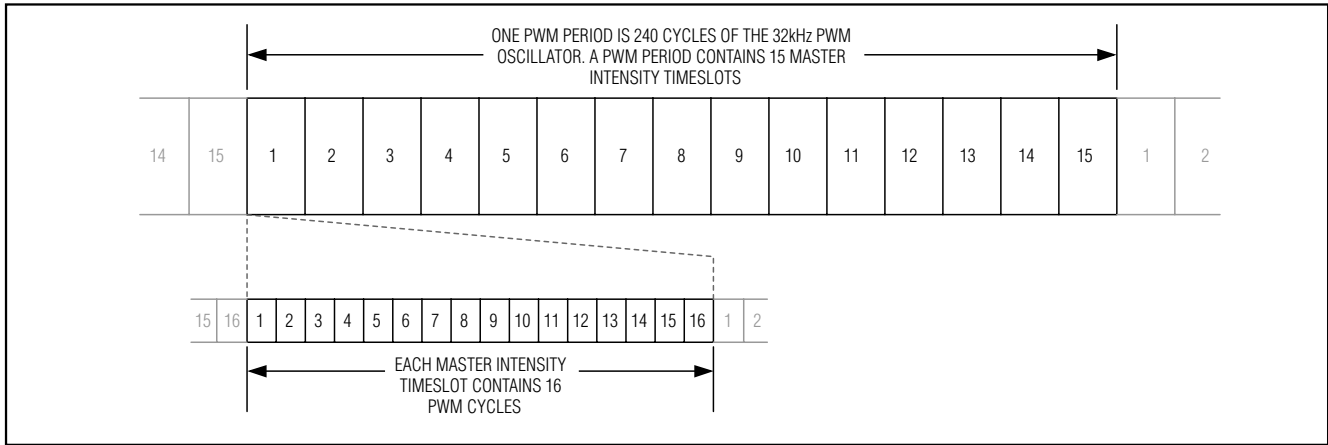 ONE PWM PERIOD IS 240 CYCLES OF THE 32kHz PWM
OSCILLATOR. A PWM PERIOD CONTAINS 15 MASTER
INTENSITY TIMESLOTS
14 15 1 2 3 4 5 6 7 8 9 10 11 12 13 14 15 1 2
15 16 1 2 3 4 5 6 7 8 9 10 11 12 13 14 15 16 1 2
EACH MASTER INTENSITY
TIMESLOT CONTAINS 16
PWM CYCLES